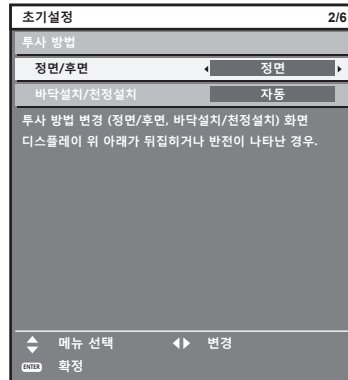 초기설정 2/6
투사 방법
정면/후면 정면
바닥설치/천정설치 자동
투사 방법 변경 (정면/후면, 바닥설치/천정설치) 화면
디스플레이 위 아래가 뒤집히거나 반전이 나타난 경우.
메뉴 선택 변경
ENTER 확정